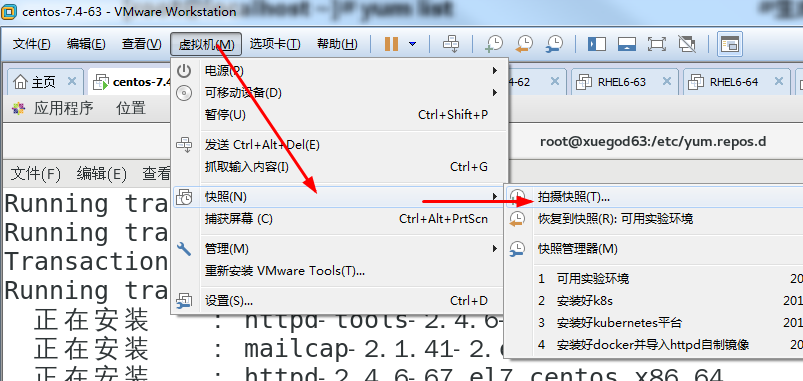 ]# yum list
centos-7.4-63 - VMware Workstation
文件(F) 编辑(E) 查看(V) 虚拟机(M) 选项卡(T) 帮助(H)
主页 centos-7.4 4-62 RHEL6-63 RHEL6-64
应用程序 位置
root@xuegod63:/etc/yum.repos.d
文件(F) 编辑(E) 查看
电源(P)
可移动设备(D)
暂停(U) Ctrl+Shift+P
发送 Ctrl+Alt+Del(E)
抓取输入内容(I) Ctrl+G
快照(N)
捕获屏幕 (C) Ctrl+Alt+PrtScn
管理(M)
重新安装 VMware Tools(T)...
设置(S)... Ctrl+D
拍摄快照(T)...
恢复到快照(R): 可用实验环境
快照管理器(M)
1 可用实验环境 20
2 安装好k8s 201
3 安装好kubernetes平台 201
4 安装好docker并导入httpd自制镜像 20
Running tra
Running tra
Transaction
Running tra
正在安装 : httpd-tools-2.4.6-
正在安装 : mailcap-2.1.41-2.
正在安装 : httpd-2.4.6-67.el7.centos.x86_64